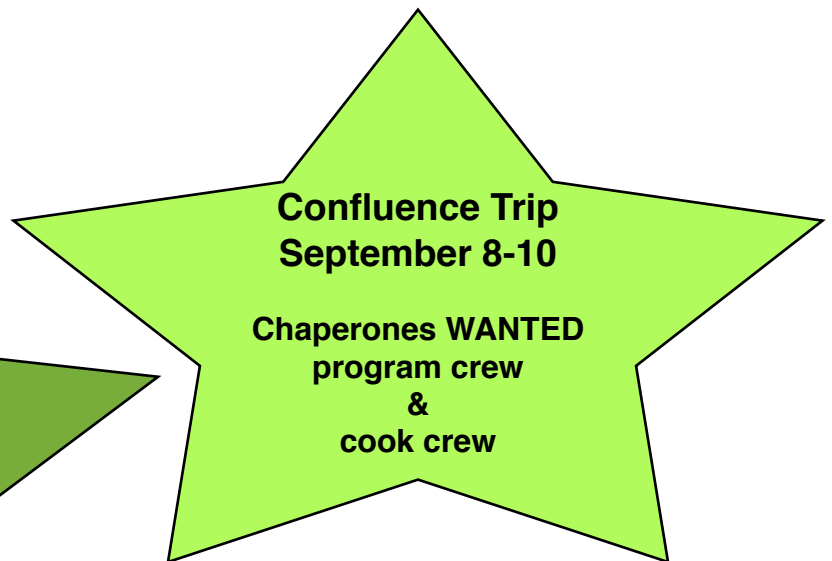 Confluence Trip
September 8-10
Chaperones WANTED
program crew
&
cook crew